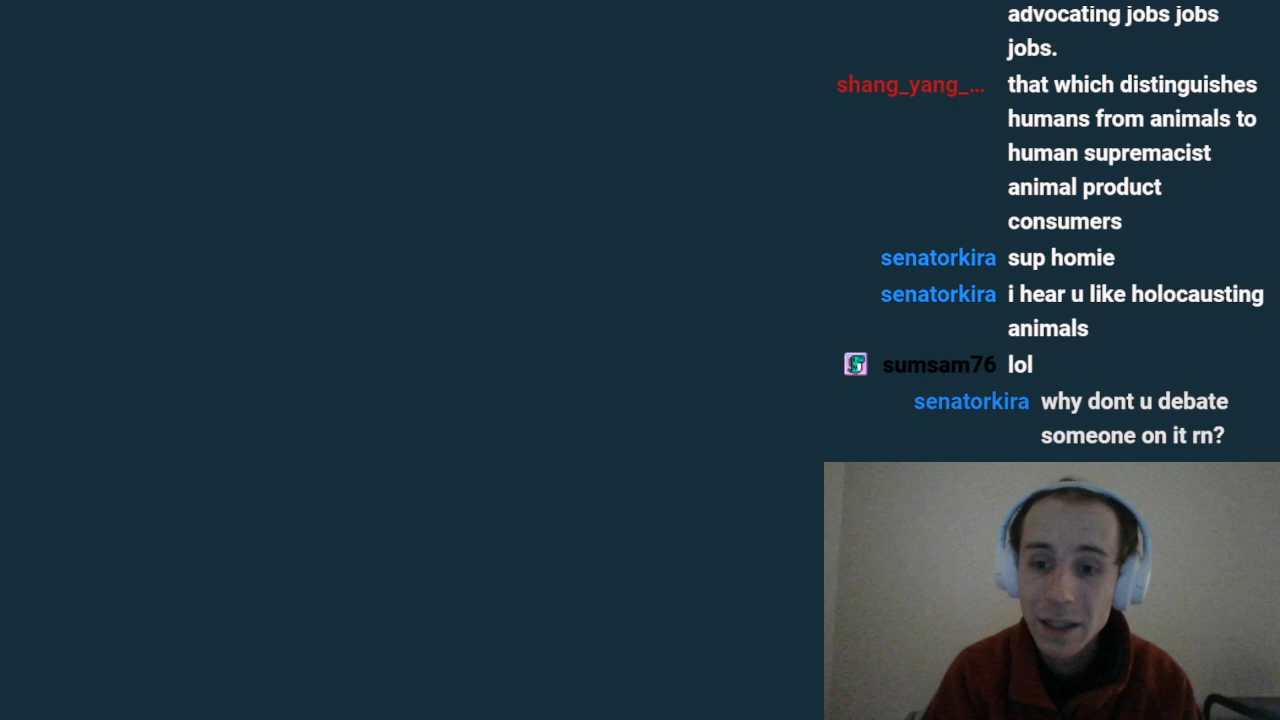 advocating jobs jobs
jobs.
shang_yang_... that which distinguishes
humans from animals to
human supremacist
animal product
consumers
senatorkira sup homie
senatorkira i hear u like holocausting
animals
sumsam76 lol
senatorkira why dont u debate
someone on it rn?